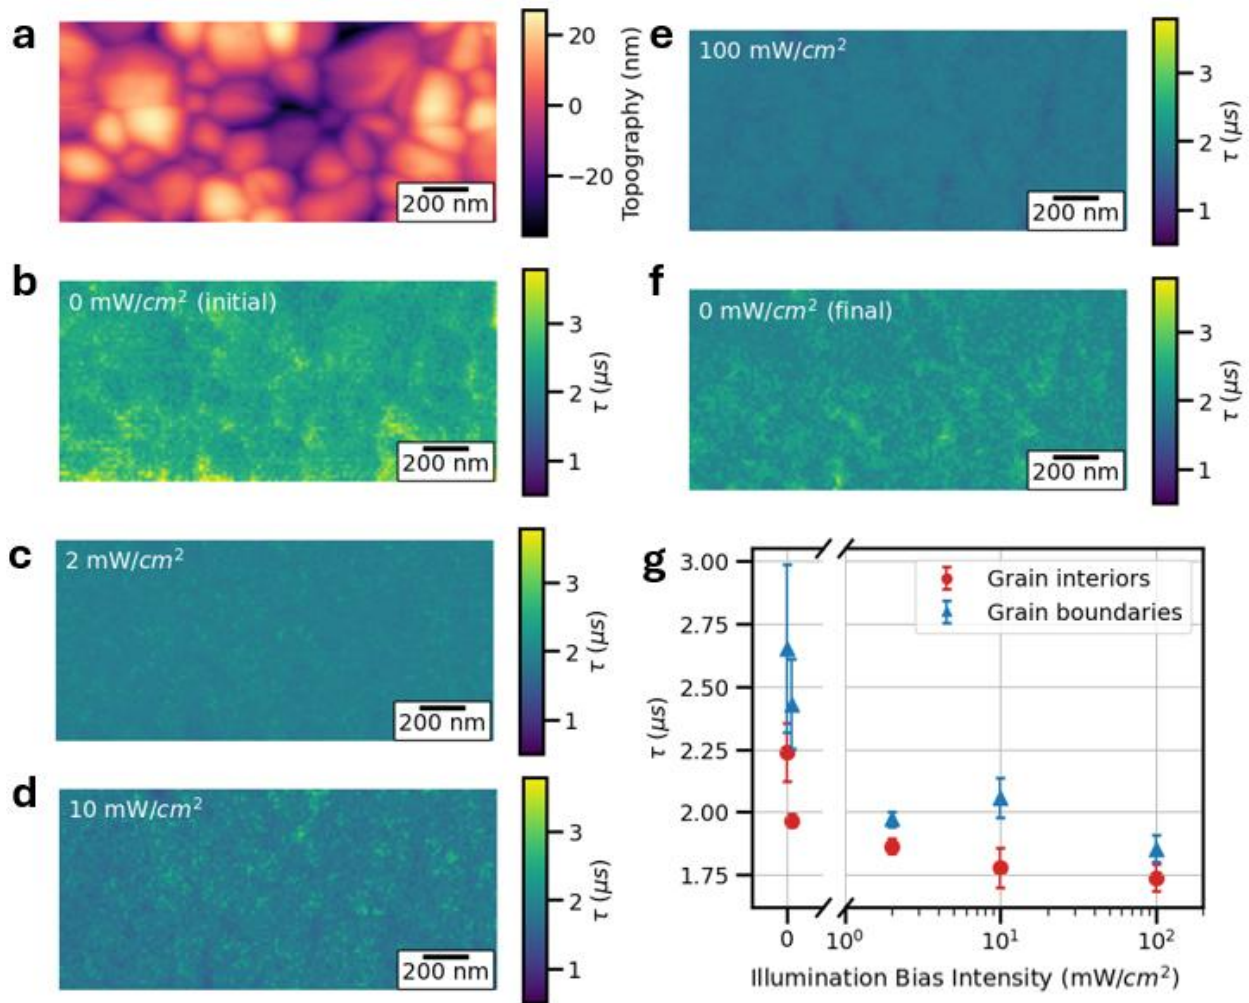 a
20
0
−20
Topography (nm)
200 nm
b
0 mW/cm² (initial)
3
2
1
τ (μs)
200 nm
c
2 mW/cm²
3
2
1
τ (μs)
200 nm
d
10 mW/cm²
3
2
1
τ (μs)
200 nm
e
100 mW/cm²
3
2
1
τ (μs)
200 nm
f
0 mW/cm² (final)
3
2
1
τ (μs)
200 nm
g
3.00
2.75
2.50
2.25
2.00
1.75
τ (μs)
Grain interiors
Grain boundaries
0
10⁰
10¹
10²
Illumination Bias Intensity (mW/cm²)